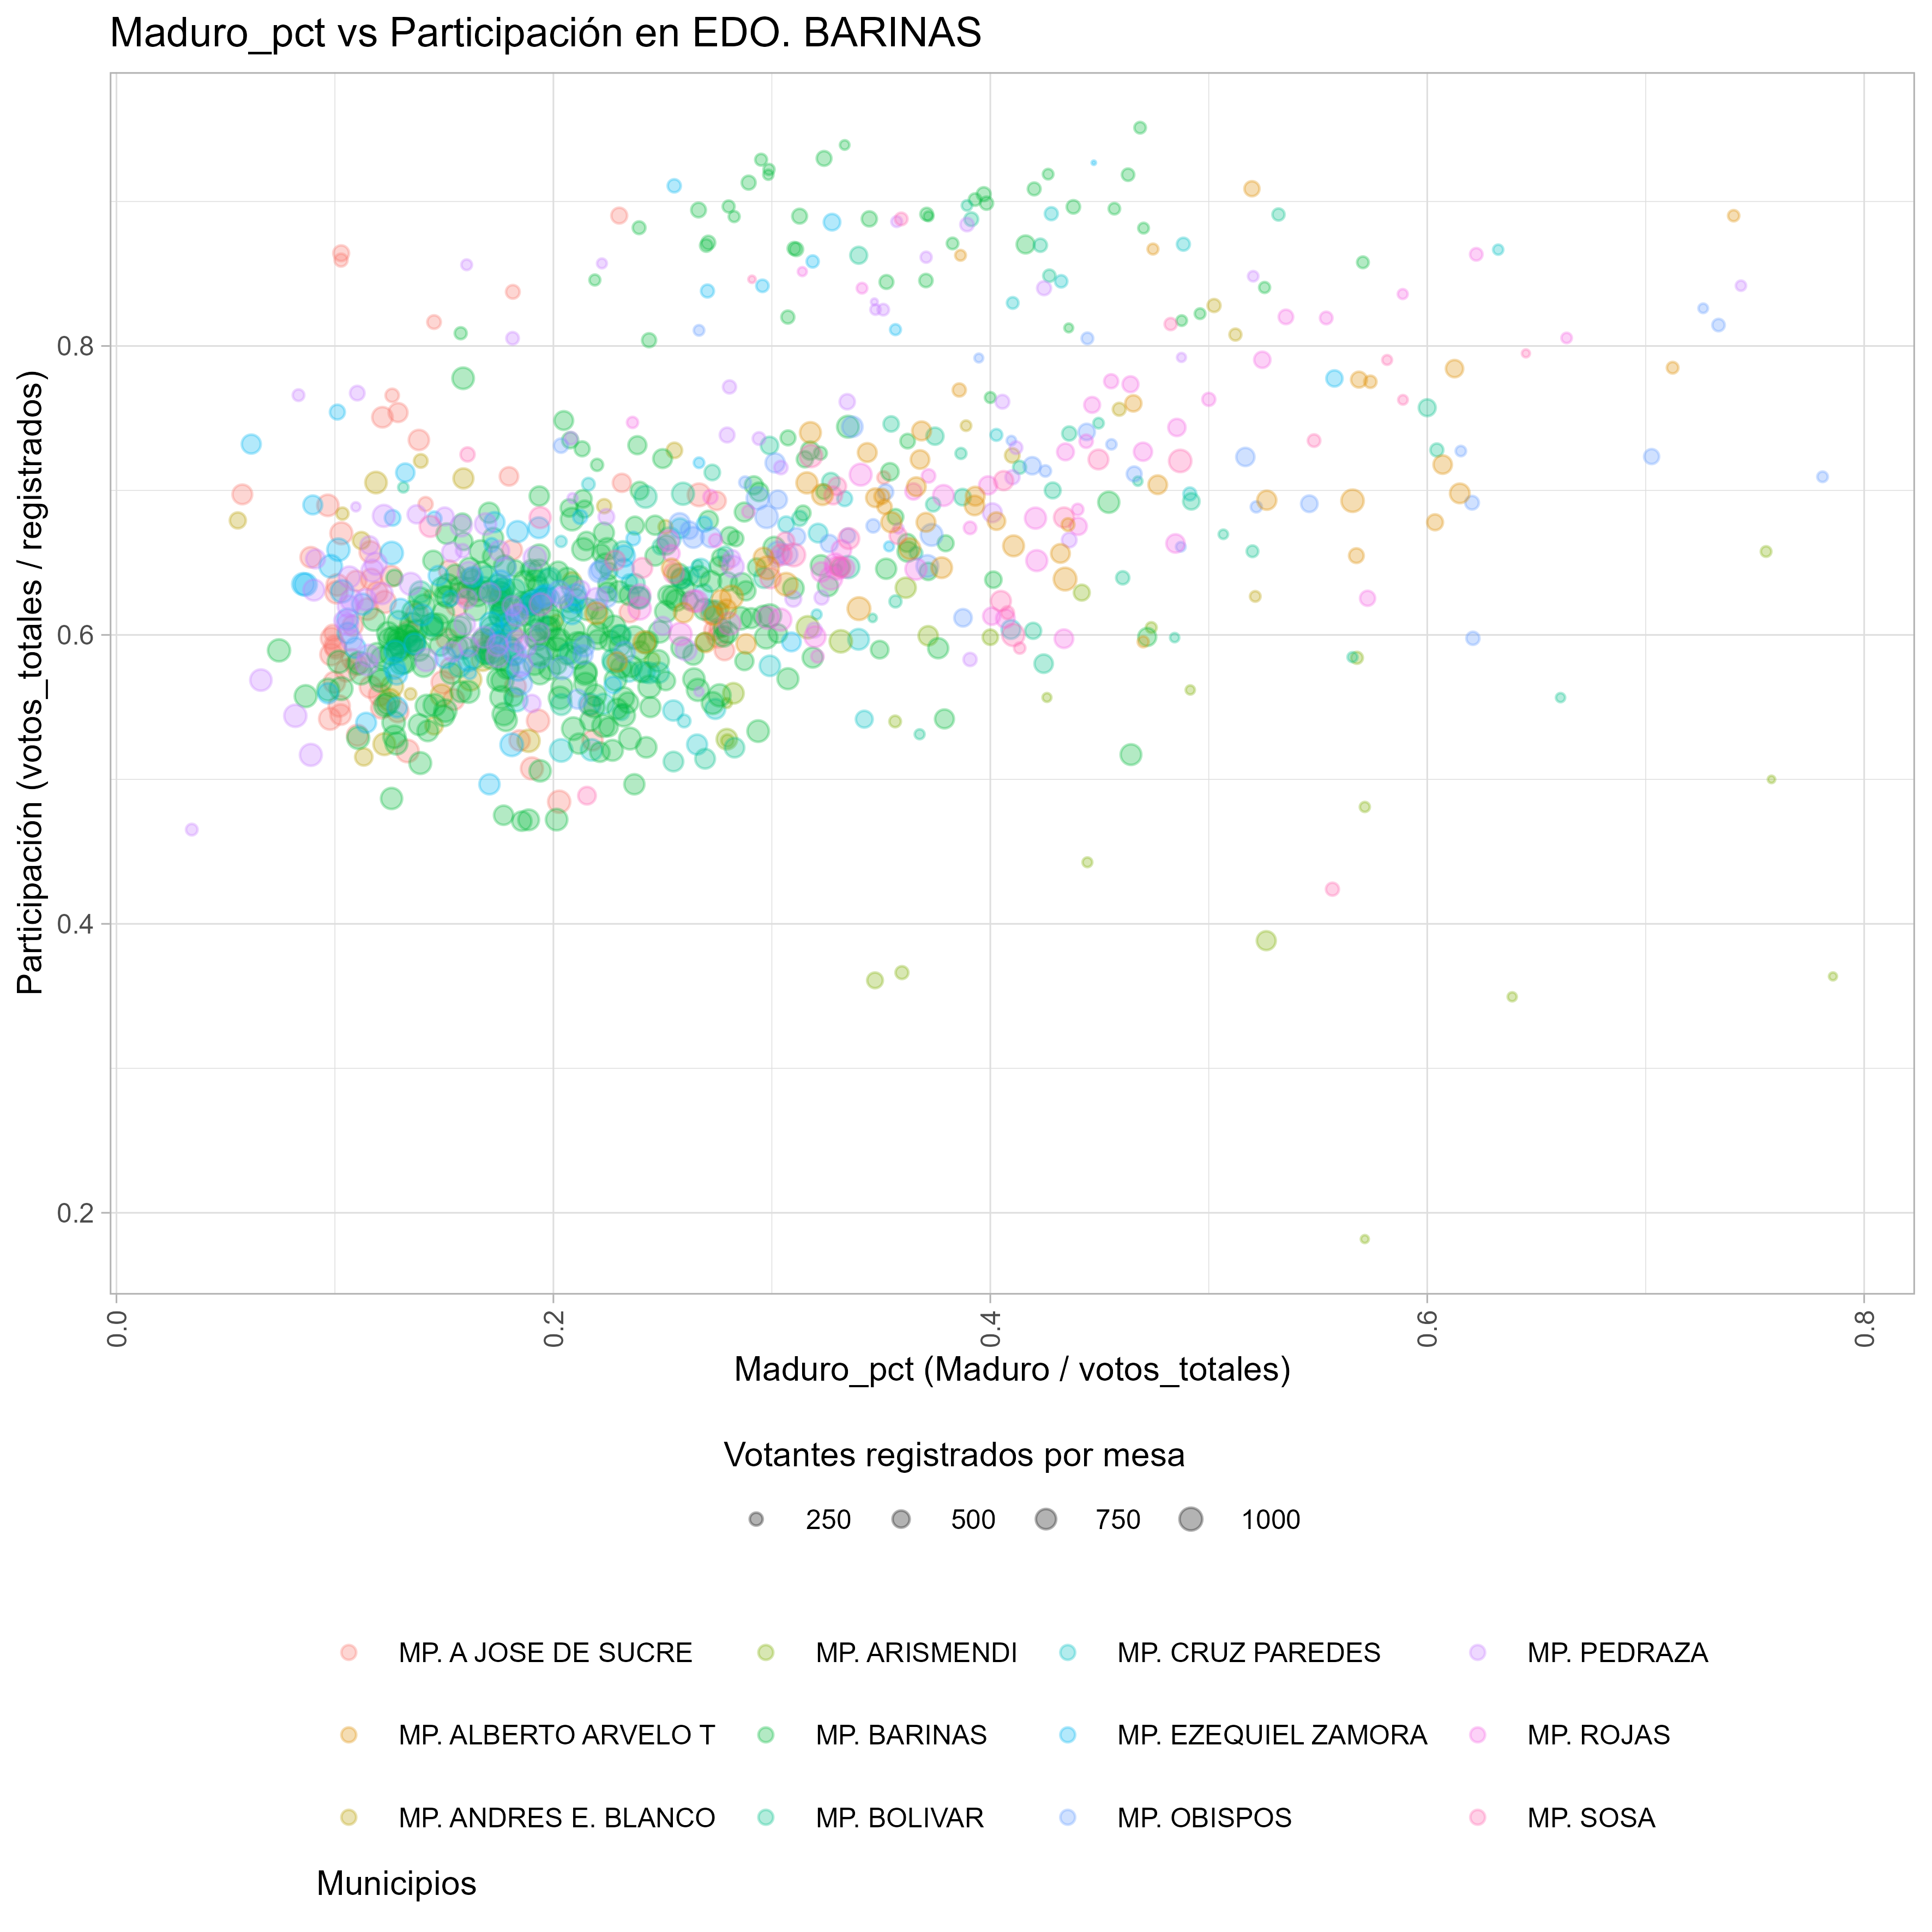 Maduro_pct vs Participación en EDO. BARINAS
Participación (votos_totales / registrados)
0.8
0.6
0.4
0.2
0.0
0.2
0.4
0.6
0.8
Maduro_pct (Maduro / votos_totales)
Votantes registrados por mesa
250 500 750 1000
MP. A JOSE DE SUCRE MP. ARISMENDI MP. CRUZ PAREDES MP. PEDRAZA
MP. ALBERTO ARVELO T MP. BARINAS MP. EZEQUIEL ZAMORA MP. ROJAS
MP. ANDRES E. BLANCO MP. BOLIVAR MP. OBISPOS MP. SOSA
Municipios